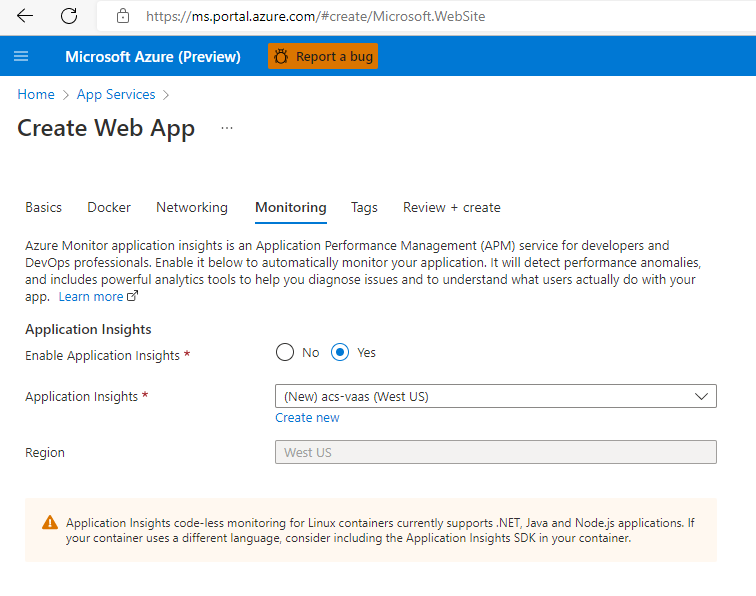 https://ms.portal.azure.com/#create/Microsoft.WebSite
Microsoft Azure (Preview)
Report a bug
Home > App Services >
Create Web App ...
Basics Docker Networking Monitoring Tags Review + create
Azure Monitor application insights is an Application Performance Management (APM) service for developers and
DevOps professionals. Enable it below to automatically monitor your application. It will detect performance anomalies,
and includes powerful analytics tools to help you diagnose issues and to understand what users actually do with your
app. Learn more
Application Insights
Enable Application Insights * No Yes
Application Insights * (New) acs-vaas (West US)
Create new
Region West US
Application Insights code-less monitoring for Linux containers currently supports .NET, Java and Node.js applications. If
your container uses a different language, consider including the Application Insights SDK in your container.